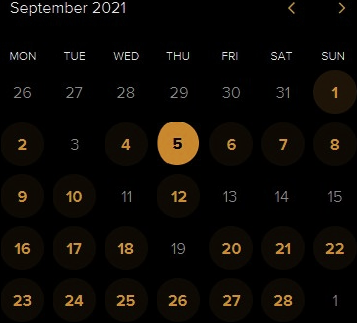 September 2021
MON TUE WED THU FRI SAT SUN
26 27 28 29 30 31 1
2 3 4 5 6 7 8
9 10 11 12 13 14 15
16 17 18 19 20 21 22
23 24 25 26 27 28 1